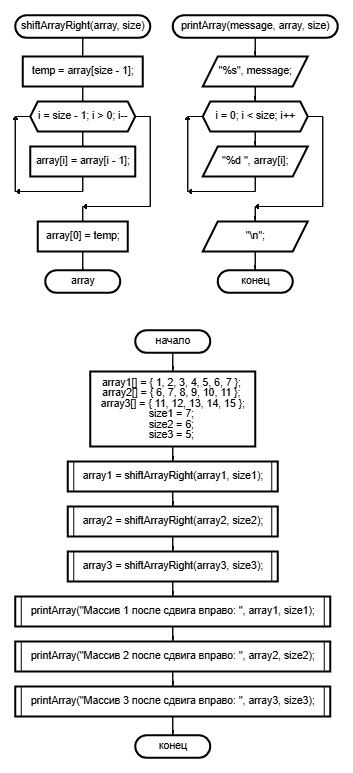 shiftArrayRight(array, size)
temp = array[size - 1];
i = size - 1; i > 0; i--
array[i] = array[i - 1];
array[0] = temp;
array
printArray(message, array, size)
"%s", message;
i = 0; i < size; i++
"%d ", array[i];
"\n";
конец
начало
array1[] = { 1, 2, 3, 4, 5, 6, 7 };
array2[] = { 6, 7, 8, 9, 10, 11 };
array3[] = { 11, 12, 13, 14, 15 };
size1 = 7;
size2 = 6;
size3 = 5;
array1 = shiftArrayRight(array1, size1);
array2 = shiftArrayRight(array2, size2);
array3 = shiftArrayRight(array3, size3);
printArray("Массив 1 после сдвига вправо: ", array1, size1);
printArray("Массив 2 после сдвига вправо: ", array2, size2);
printArray("Массив 3 после сдвига вправо: ", array3, size3);
конец